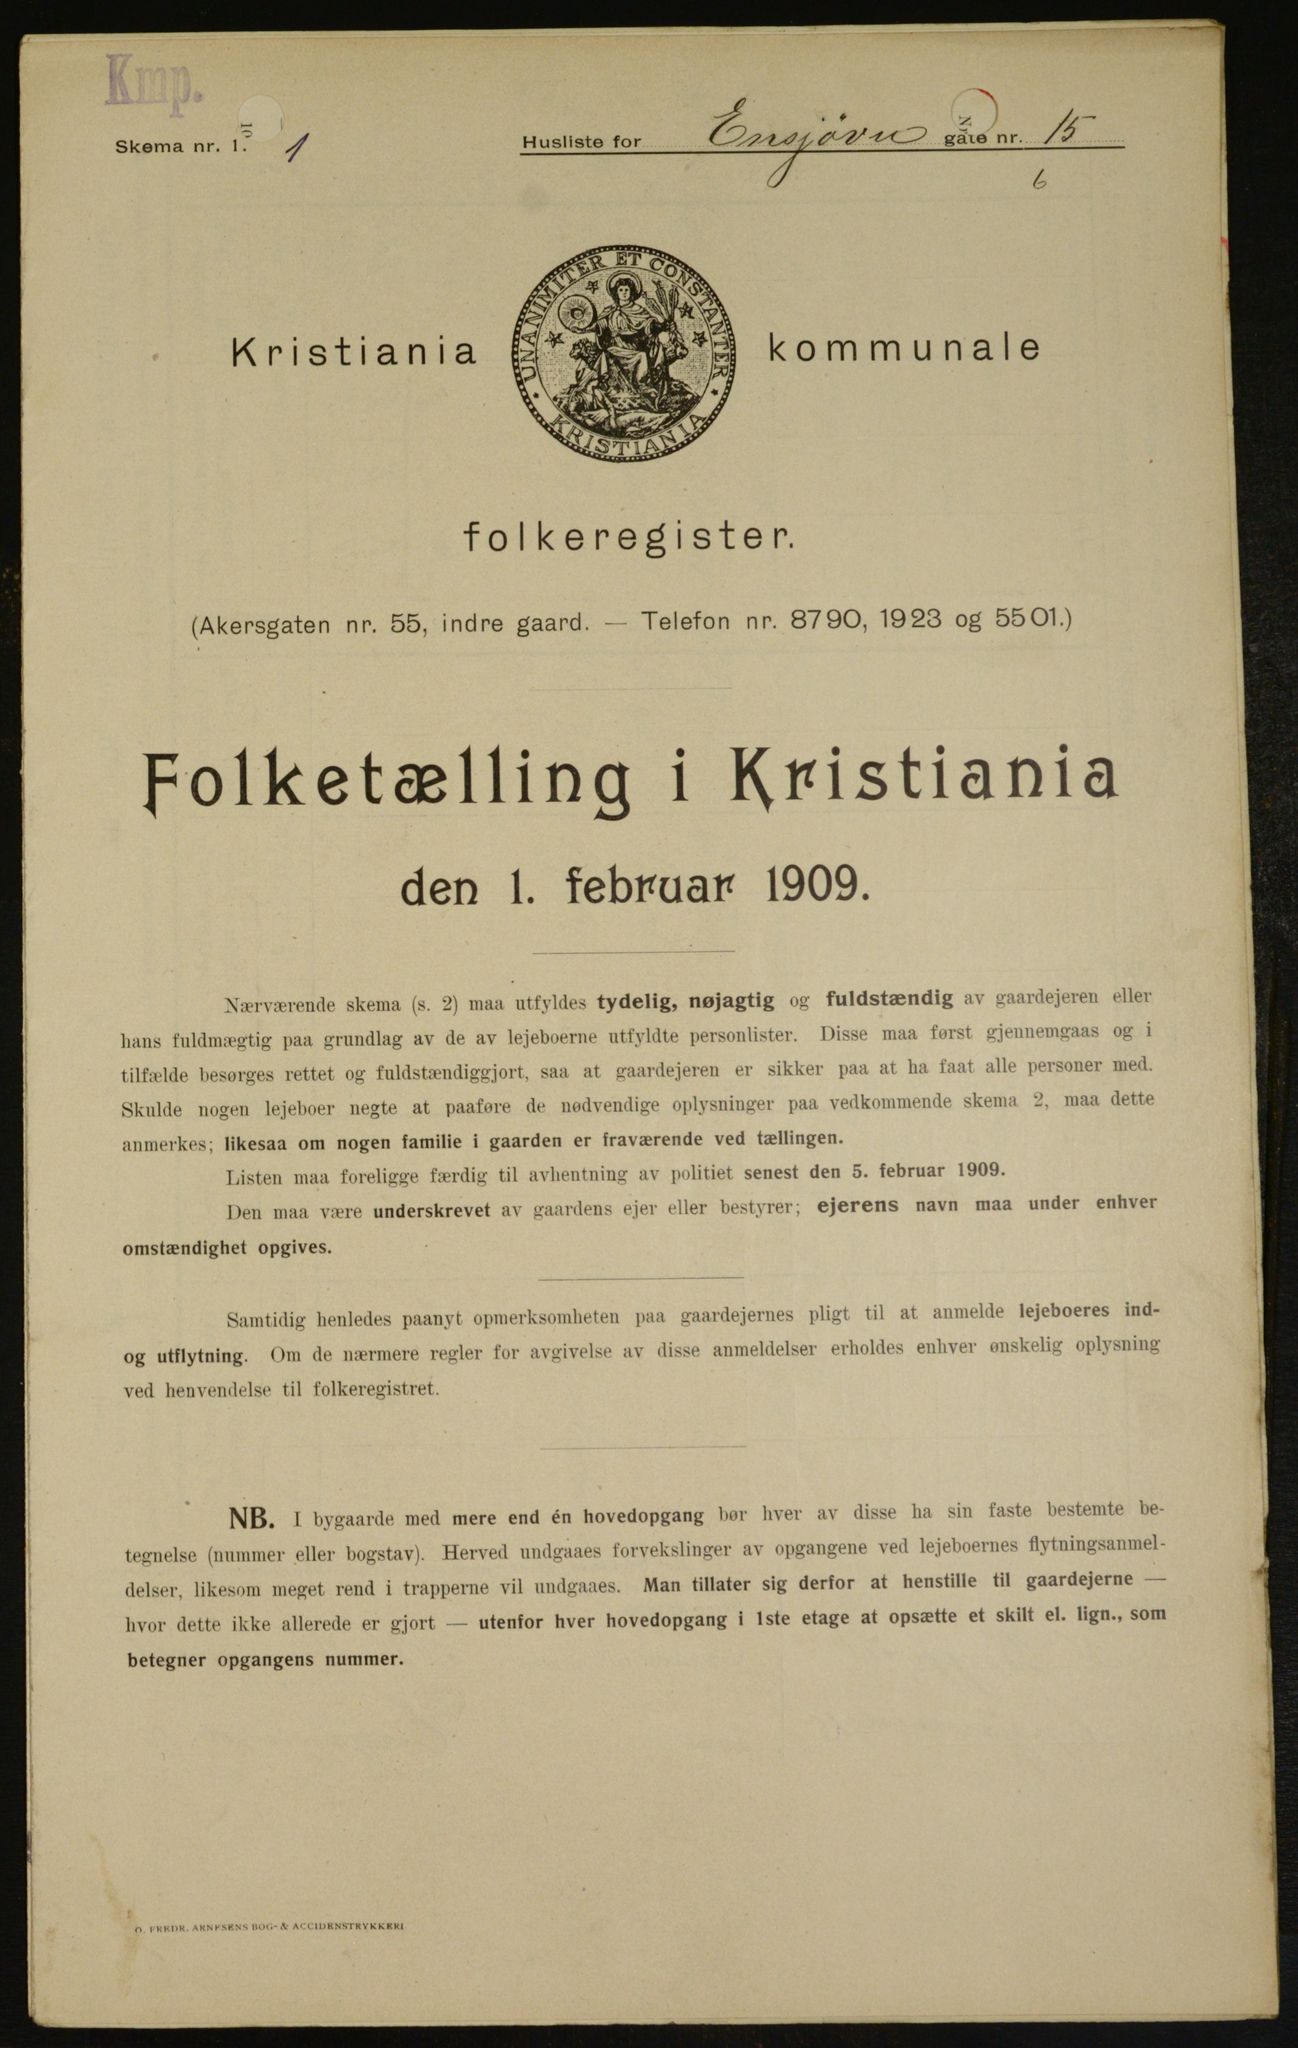 Kmp.
Skema nr. 1. 1 Husliste for Ensjövn gate nr. 15
6
UNANIMITER ET CONSTANTER
KRISTIANIA
Kristiania kommunale
folkeregister.
(Akersgaten nr. 55, indre gaard. — Telefon nr. 8790, 1923 og 5501.)
Folketælling i Kristiania
den 1. februar 1909.
Nærværende skema (s. 2) maa utfyldes tydelig, nøjagtig og fuldstændig av gaardejeren eller
hans fuldmægtig paa grundlag av de av lejeboerne utfyldte personlister. Disse maa først gjennemgaas og i
tilfælde besørges rettet og fuldstændiggjort, saa at gaardejeren er sikker paa at ha faat alle personer med.
Skulde nogen lejeboer negte at paaføre de nødvendige oplysninger paa vedkommende skema 2, maa dette
anmerkes; likesaa om nogen familie i gaarden er fraværende ved tællingen.
Listen maa foreligge færdig til avhentning av politiet senest den 5. februar 1909.
Den maa være underskrevet av gaardens ejer eller bestyrer; ejerens navn maa under enhver
omstændighet opgives.
Samtidig henledes paanyt opmerksomheten paa gaardejernes pligt til at anmelde lejeboeres ind-
og utflytning. Om de nærmere regler for avgivelse av disse anmeldelser erholdes enhver ønskelig oplysning
ved henvendelse til folkeregistret.
NB. I bygaarde med mere end én hovedopgang bør hver av disse ha sin faste bestemte be-
tegnelse (nummer eller bogstav). Herved undgaaes forvekslinger av opgangene ved lejeboernes flytningsanmel-
delser, likesom meget rend i trapperne vil undgaaes. Man tillater sig derfor at henstille til gaardejerne —
hvor dette ikke allerede er gjort — utenfor hver hovedopgang i 1ste etage at opsætte et skilt el. lign., som
betegner opgangens nummer.
O. FREDR. ARNESENS BOG- & ACCIDENSTRYKKERI